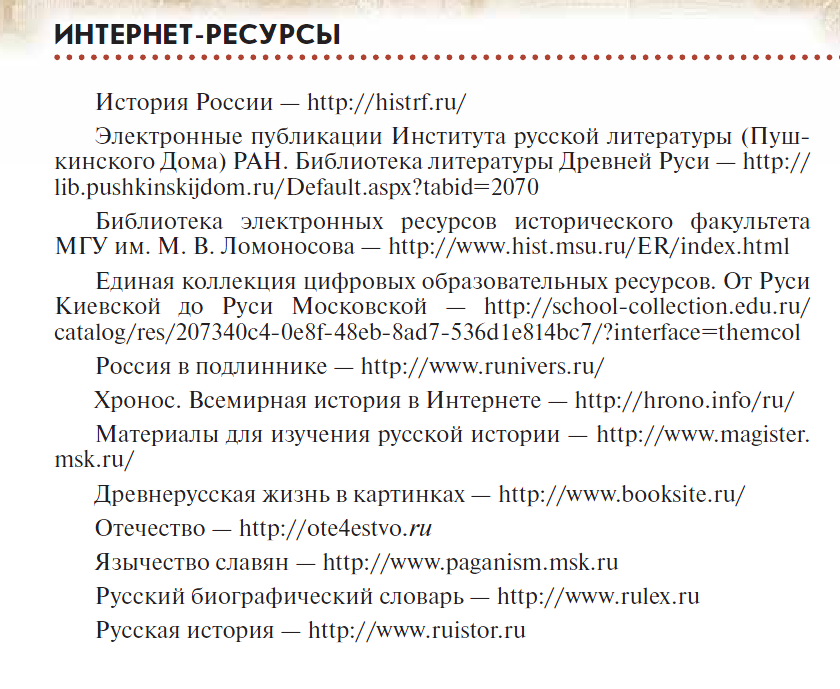 ИНТЕРНЕТ-РЕСУРСЫ
История России — http://histrf.ru/
Электронные публикации Института русской литературы (Пуш-
кинского Дома) РАН. Библиотека литературы Древней Руси — http://
lib.pushkinskijdom.ru/Default.aspx?tabid=2070
Библиотека электронных ресурсов исторического факультета
МГУ им. М. В. Ломоносова — http://www.hist.msu.ru/ER/index.html
Единая коллекция цифровых образовательных ресурсов. От Руси
Киевской до Руси Московской — http://school-collection.edu.ru/
catalog/res/207340c4-0e8f-48eb-8ad7-536d1e814bc7/?interface=themcol
Россия в подлиннике — http://www.runivers.ru/
Хронос. Всемирная история в Интернете — http://hrono.info/ru/
Материалы для изучения русской истории — http://www.magister.
msk.ru/
Древнерусская жизнь в картинках — http://www.booksite.ru/
Отечество — http://ote4estvo.ru
Язычество славян — http://www.paganism.msk.ru
Русский биографический словарь — http://www.rulex.ru
Русская история — http://www.ruistor.ru